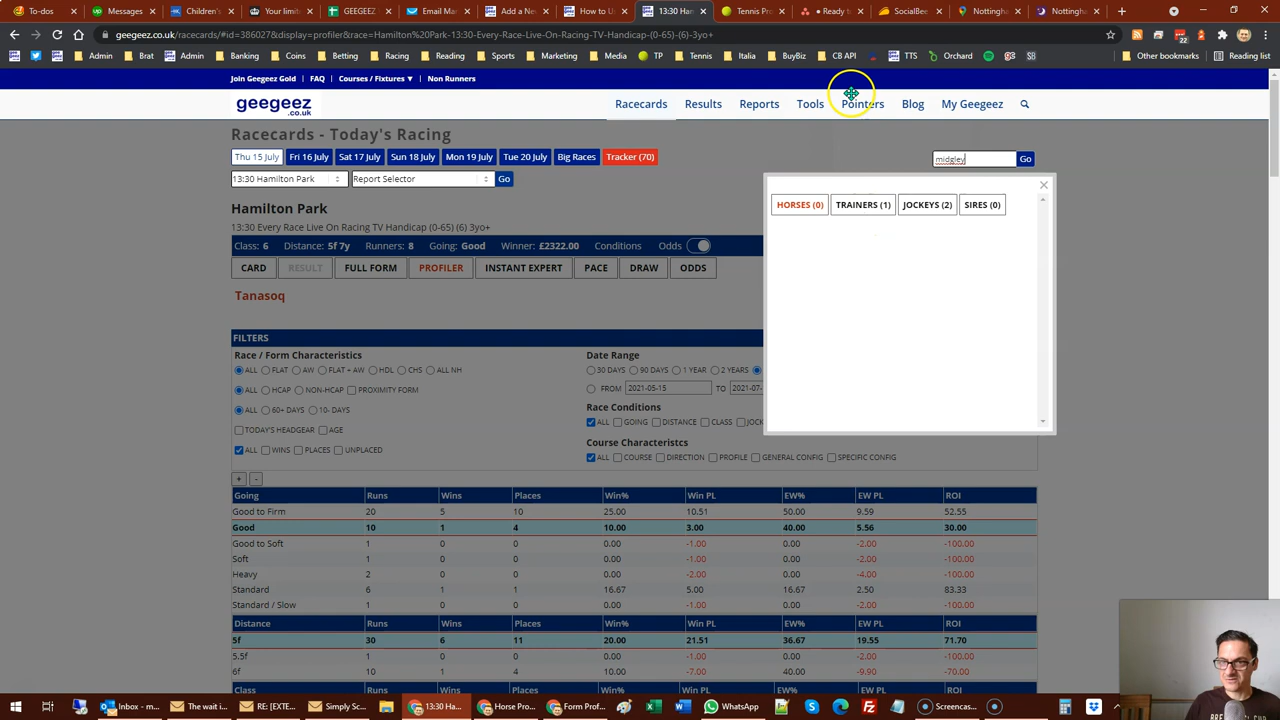 To-dos
Children's
Your limite
GEEGEEZ
Email Mar
Add a New
How to Us
13:30 Ham
Tennis Pro
Ready to
SocialBee
Nottingha
Nottingha
geegeez.co.uk/racecards/#id=386027&display=profiler&race=Hamilton%20Park-13:30-Every-Race-Live-On-Racing-TV-Handicap-(0-65)-(6)-3yo+
22
Admin Brat Banking Coins Betting Racing Reading Sports Media TP Tennis Italia BuyBiz CB API TTS Orchard GC SB Other bookmarks Reading list
Join Geegeez Gold FAQ Courses / Fixtures ▼ Non Runners
geegeez
.co.uk
Racecards Results Reports Tools Pointers Blog My Geegeez
Racecards - Today's Racing
Thu 15 July Fri 16 July Sat 17 July Sun 18 July Mon 19 July Tue 20 July Big Races Tracker (70)
midgley Go
13:30 Hamilton Park Report Selector Go
HORSES (0) TRAINERS (1) JOCKEYS (2) SIRES (0)
Hamilton Park
13:30 Every Race Live On Racing TV Handicap (0-65) (6) 3yo+
Class: 6 Distance: 5f 7y Runners: 8 Going: Good Winner: £2322.00 Conditions Odds
CARD RESULT FULL FORM PROFILER INSTANT EXPERT PACE DRAW ODDS
Tanasoq
FILTERS
Race / Form Characteristics
ALL FLAT AW FLAT + AW HDL CHS ALL NH
ALL HCAP NON-HCAP PROXIMITY FORM
ALL 60+ DAYS 10- DAYS
TODAY'S HEADGEAR AGE
ALL WINS PLACES UNPLACED
Date Range
30 DAYS 90 DAYS 1 YEAR 2 YEARS
FROM 2021-05-15 TO 2021-07-
Race Conditions
ALL GOING DISTANCE CLASS JOC
Course Characteristcs
ALL COURSE DIRECTION PROFILE GENERAL CONFIG SPECIFIC CONFIG
+ -
Going Runs Wins Places Win% Win PL EW% EW PL ROI
Good to Firm 20 5 10 25.00 10.51 50.00 9.59 52.55
Good 10 1 4 10.00 3.00 40.00 5.56 30.00
Good to Soft 1 0 0 0.00 -1.00 0.00 -2.00 -100.00
Soft 1 0 0 0.00 -1.00 0.00 -2.00 -100.00
Heavy 2 0 0 0.00 -2.00 0.00 -4.00 -100.00
Standard 6 1 1 16.67 5.00 16.67 2.50 83.33
Standard / Slow 1 0 0 0.00 -1.00 0.00 -2.00 -100.00
Distance Runs Wins Places Win% Win PL EW% EW PL ROI
5f 30 6 11 20.00 21.51 36.67 19.55 71.70
5.5f 1 0 0 0.00 -1.00 0.00 -2.00 -100.00
6f 10 1 4 10.00 -7.00 40.00 -9.90 -70.00
Class Runs Wins Places Win% Win PL EW% EW PL ROI
Inbox - m... The wait i... RE: [EXTE... Simply Sc... 13:30 Ha... Horse Pro... Form Prof... WhatsApp Screencas...